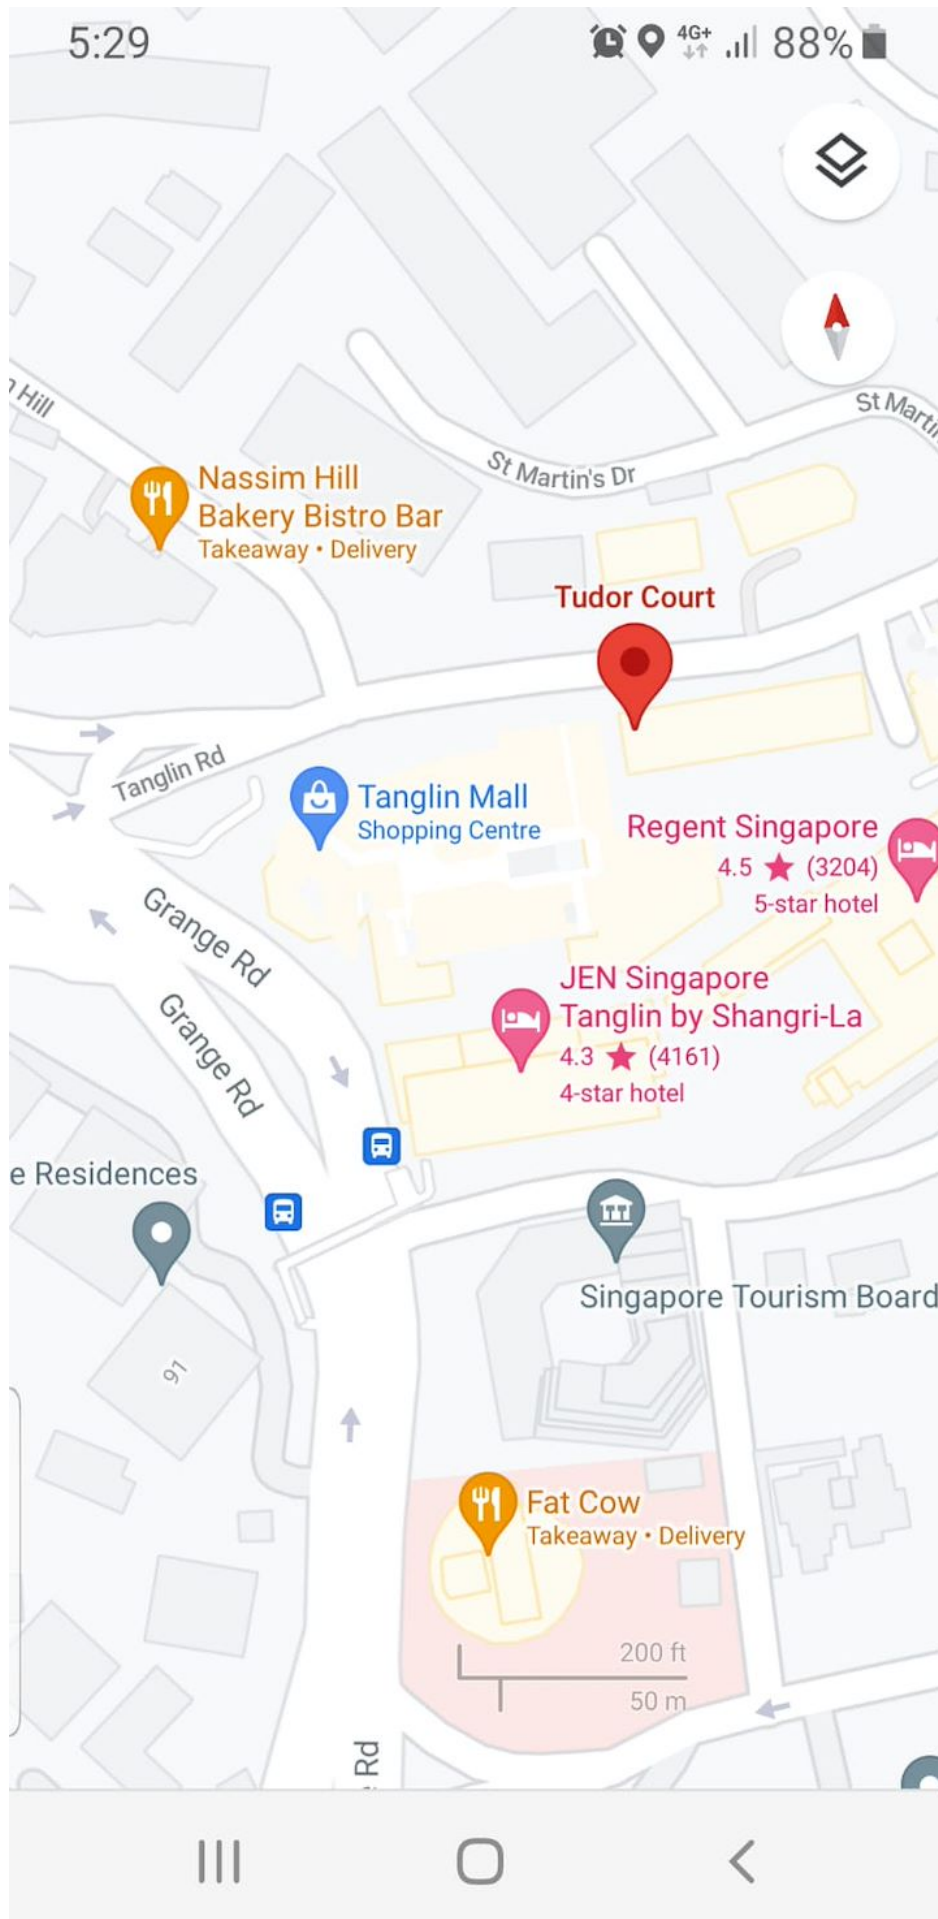 5:29
4G+
88%
Hill
St Martin's Dr
St Marti
Nassim Hill
Bakery Bistro Bar
Takeaway • Delivery
Tudor Court
Tanglin Rd
Tanglin Mall
Shopping Centre
Regent Singapore
4.5 ★ (3204)
5-star hotel
Grange Rd
JEN Singapore
Tanglin by Shangri-La
4.3 ★ (4161)
4-star hotel
Grange Rd
e Residences
Singapore Tourism Board
91
Fat Cow
Takeaway • Delivery
200 ft
50 m
Rd